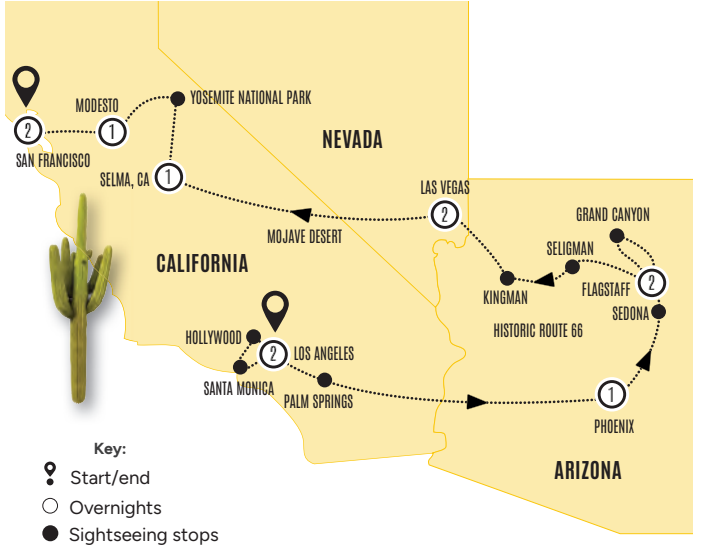 YOSEMITE NATIONAL PARK
MODESTO
2
1
SAN FRANCISCO
NEVADA
SELMA, CA
1
LAS VEGAS
2
MOJAVE DESERT
GRAND CANYON
SELIGMAN
CALIFORNIA
KINGMAN
FLAGSTAFF
2
SEDONA
HISTORIC ROUTE 66
HOLLYWOOD
2
LOS ANGELES
SANTA MONICA
PALM SPRINGS
1
PHOENIX
ARIZONA
Key:
Start/end
Overnights
Sightseeing stops